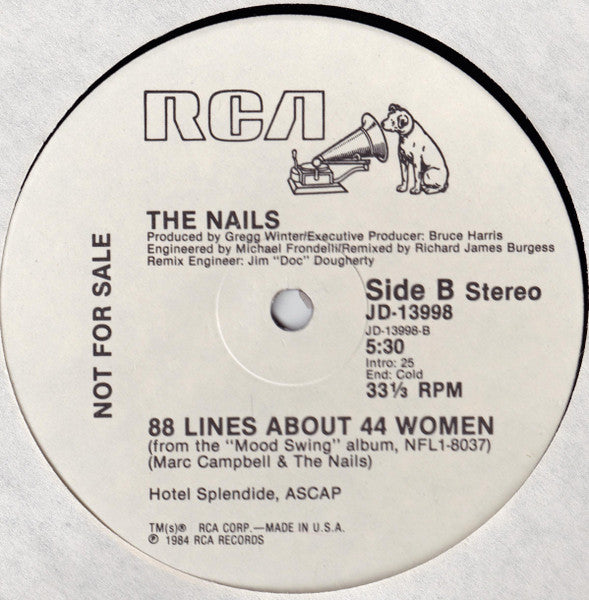 RCA
THE NAILS
Produced by Gregg Winter/Executive Producer: Bruce Harris
Engineered by Michael Frondelli/Remixed by Richard James Burgess
Remix Engineer: Jim "Doc" Dougherty
NOT FOR SALE
Side B Stereo
JD-13998
JD-13998-B
5:30
Intro: 25
End: Cold
33⅓ RPM
88 LINES ABOUT 44 WOMEN
(from the "Mood Swing" album, NFL1-8037)
(Marc Campbell & The Nails)
Hotel Splendide, ASCAP
TM(s)® RCA CORP.—MADE IN U.S.A.
℗ 1984 RCA RECORDS